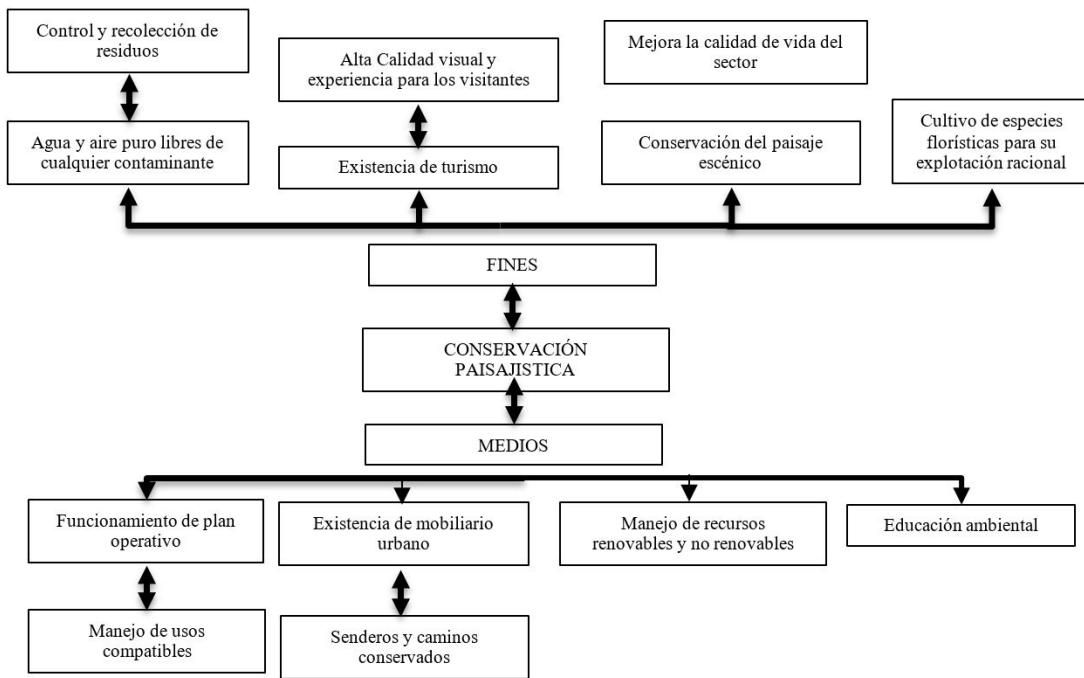 Control y recolección de
residuos
Alta Calidad visual y
experiencia para los visitantes
Mejora la calidad de vida del
sector
Agua y aire puro libres de
cualquier contaminante
Existencia de turismo
Conservación del paisaje
escénico
Cultivo de especies
florísticas para su
explotación racional
FINES
CONSERVACIÓN
PAISAJISTICA
MEDIOS
Funcionamiento de plan
operativo
Existencia de mobiliario
urbano
Manejo de recursos
renovables y no renovables
Educación ambiental
Manejo de usos
compatibles
Senderos y caminos
conservados